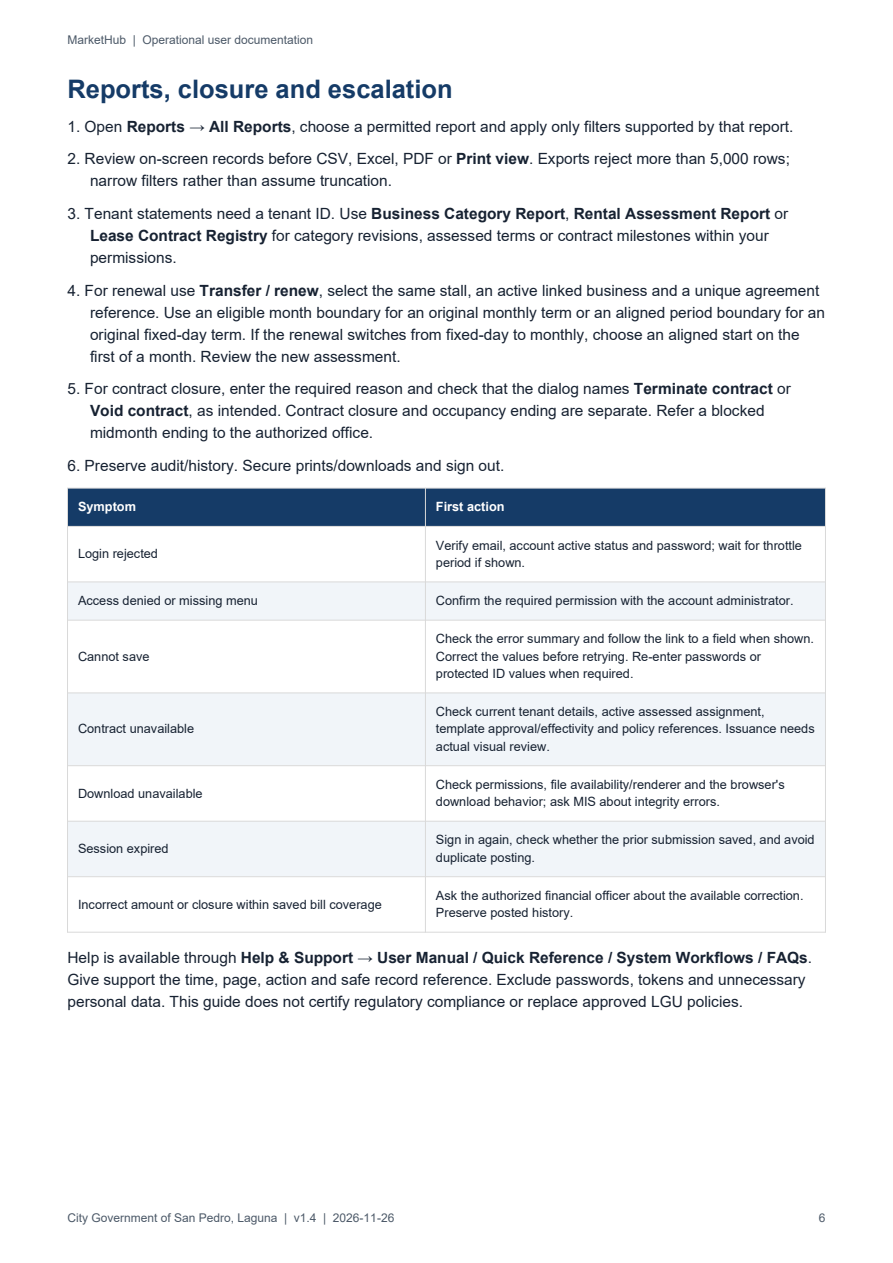 MarketHub | Operational user documentation
Reports, closure and escalation
1. Open Reports → All Reports, choose a permitted report and apply only filters supported by that report.
2. Review on-screen records before CSV, Excel, PDF or Print view. Exports reject more than 5,000 rows;
narrow filters rather than assume truncation.
3. Tenant statements need a tenant ID. Use Business Category Report, Rental Assessment Report or
Lease Contract Registry for category revisions, assessed terms or contract milestones within your
permissions.
4. For renewal use Transfer / renew, select the same stall, an active linked business and a unique agreement
reference. Use an eligible month boundary for an original monthly term or an aligned period boundary for an
original fixed-day term. If the renewal switches from fixed-day to monthly, choose an aligned start on the
first of a month. Review the new assessment.
5. For contract closure, enter the required reason and check that the dialog names Terminate contract or
Void contract, as intended. Contract closure and occupancy ending are separate. Refer a blocked
midmonth ending to the authorized office.
6. Preserve audit/history. Secure prints/downloads and sign out.
Symptom First action
Login rejected
Verify email, account active status and password; wait for throttle
period if shown.
Access denied or missing menu Confirm the required permission with the account administrator.
Cannot save
Check the error summary and follow the link to a field when shown.
Correct the values before retrying. Re-enter passwords or
protected ID values when required.
Contract unavailable
Check current tenant details, active assessed assignment,
template approval/effectivity and policy references. Issuance needs
actual visual review.
Download unavailable
Check permissions, file availability/renderer and the browser's
download behavior; ask MIS about integrity errors.
Session expired
Sign in again, check whether the prior submission saved, and avoid
duplicate posting.
Incorrect amount or closure within saved bill coverage
Ask the authorized financial officer about the available correction.
Preserve posted history.
Help is available through Help & Support → User Manual / Quick Reference / System Workflows / FAQs.
Give support the time, page, action and safe record reference. Exclude passwords, tokens and unnecessary
personal data. This guide does not certify regulatory compliance or replace approved LGU policies.
City Government of San Pedro, Laguna | v1.4 | 2026-11-26 6